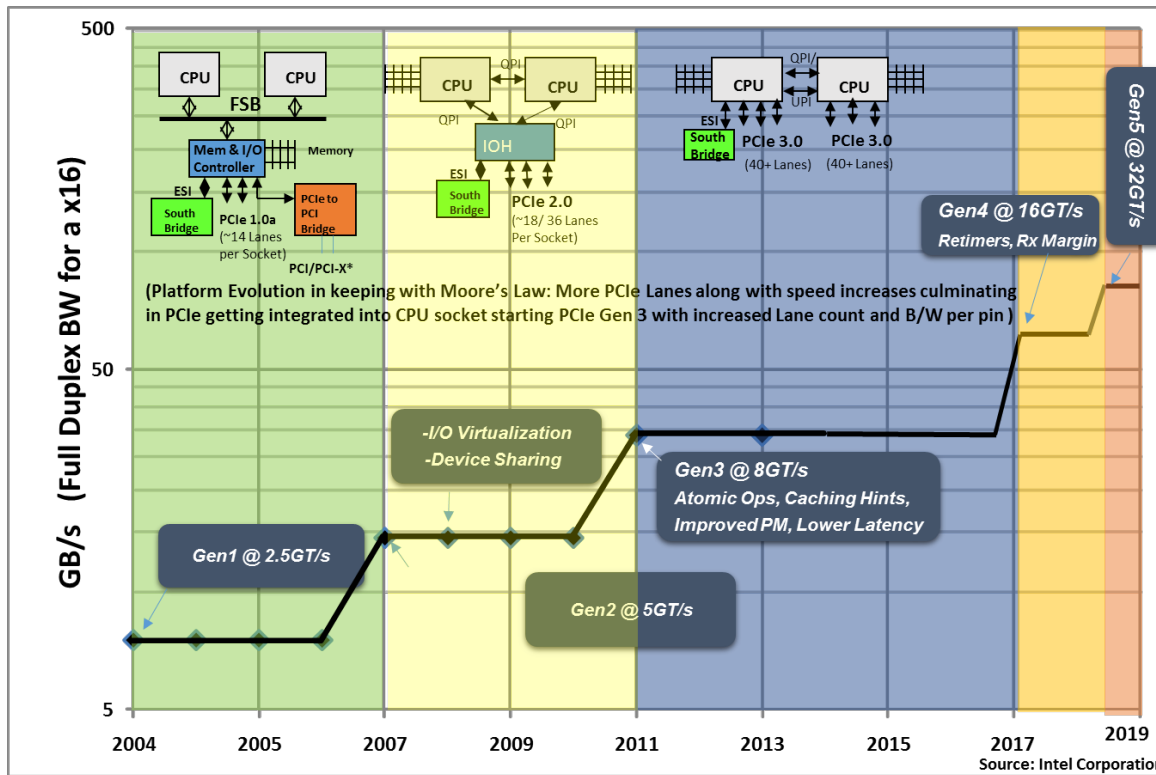 GB/s (Full Duplex BW for a x16)
500
50
5
CPU
CPU
FSB
Mem & I/O
Controller
Memory
ESI
South
Bridge
PCIe 1.0a
(~14 Lanes
per Socket)
PCIe to
PCI
Bridge
PCI/PCI-X*
CPU
QPI
CPU
QPI
QPI
IOH
ESI
South
Bridge
PCIe 2.0
(~18/ 36 Lanes
Per Socket)
CPU
QPI/
UPI
CPU
ESI
South
Bridge
PCIe 3.0
(40+ Lanes)
PCIe 3.0
(40+ Lanes)
(Platform Evolution in keeping with Moore's Law: More PCIe Lanes along with speed increases culminating
in PCIe getting integrated into CPU socket starting PCIe Gen 3 with increased Lane count and B/W per pin )
Gen1 @ 2.5GT/s
-I/O Virtualization
-Device Sharing
Gen2 @ 5GT/s
Gen3 @ 8GT/s
Atomic Ops, Caching Hints,
Improved PM, Lower Latency
Gen4 @ 16GT/s
Retimers, Rx Margin
Gen5 @ 32GT/s
2004
2005
2007
2009
2011
2013
2015
2017
2019
Source: Intel Corporation